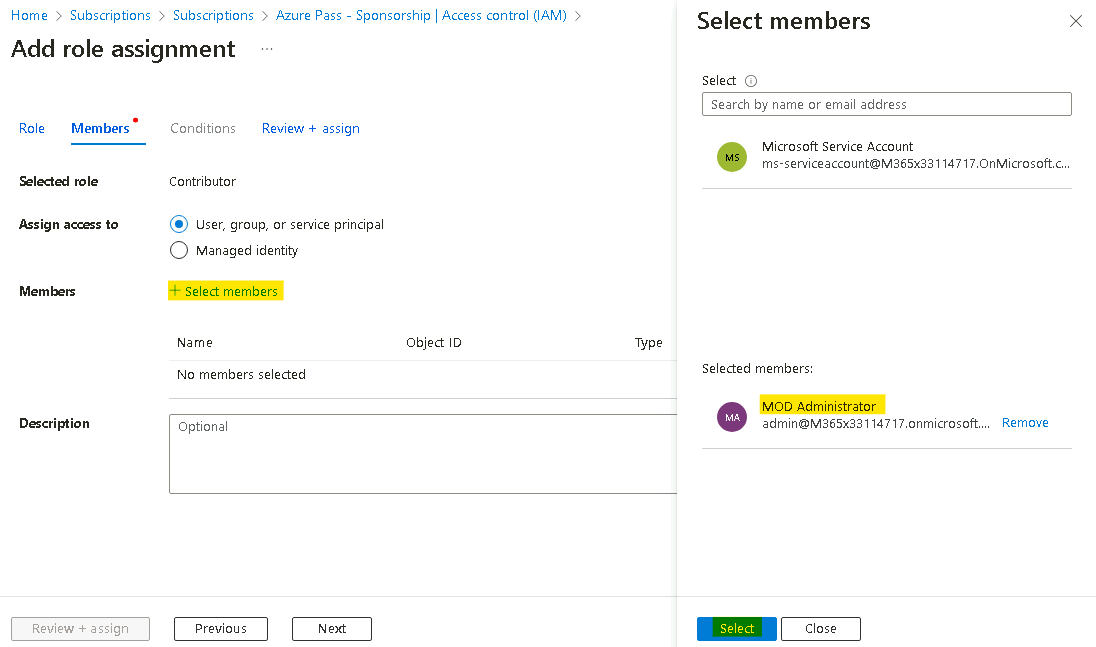 Home > Subscriptions > Subscriptions > Azure Pass - Sponsorship | Access control (IAM) >
Add role assignment ...
Role Members Conditions Review + assign
Selected role Contributor
Assign access to User, group, or service principal
Managed identity
Members + Select members
Name Object ID Type
No members selected
Description Optional
Review + assign Previous Next
Select members
Select
Search by name or email address
MS Microsoft Service Account
ms-serviceaccount@M365x33114717.OnMicrosoft.c...
Selected members:
MA MOD Administrator
admin@M365x33114717.onmicrosoft.... Remove
Select Close